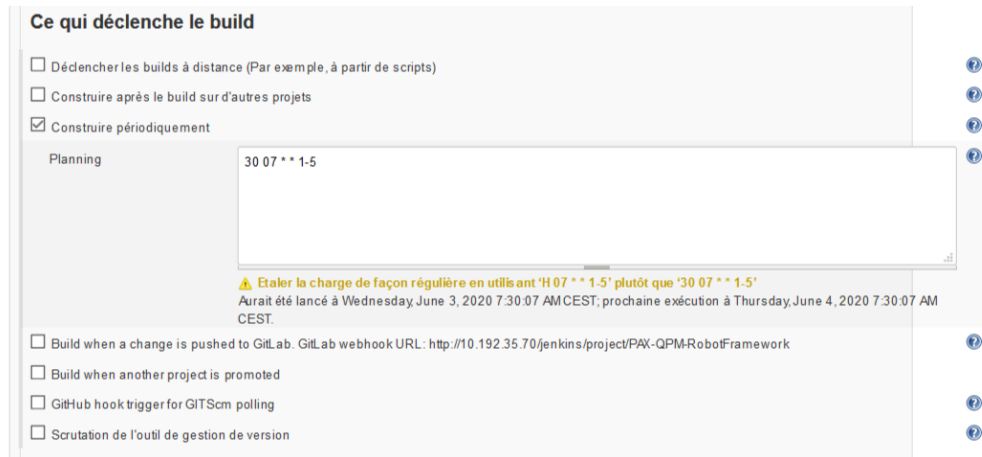 Ce qui déclenche le build
Déclencher les builds à distance (Par exemple, à partir de scripts)
Construire après le build sur d'autres projets
Construire périodiquement
Planning
30 07 * * 1-5
Etaler la charge de façon régulière en utilisant ‘H 07 * * 1-5’ plutôt que ‘30 07 * * 1-5’
Aurait été lancé à Wednesday, June 3, 2020 7:30:07 AM CEST; prochaine exécution à Thursday, June 4, 2020 7:30:07 AM
CEST.
Build when a change is pushed to GitLab. GitLab webhook URL: http://10.192.35.70/jenkins/project/PAX-QPM-RobotFramework
Build when another project is promoted
GitHub hook trigger for GITScm polling
Scrutation de l'outil de gestion de version